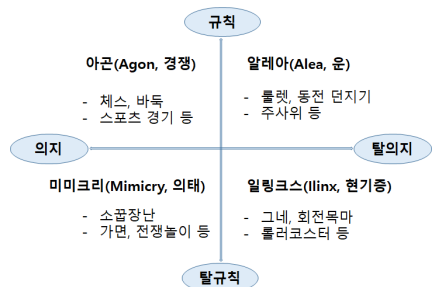 규칙
아곤(Agon, 경쟁)
- 체스, 바둑
- 스포츠 경기 등
알레아(Alea, 운)
- 룰렛, 동전 던지기
- 주사위 등
의지
탈의지
미미크리(Mimicry, 의태)
- 소꿉장난
- 가면, 전쟁놀이 등
일링크스(Ilinx, 현기증)
- 그네, 회전목마
- 롤러코스터 등
탈규칙